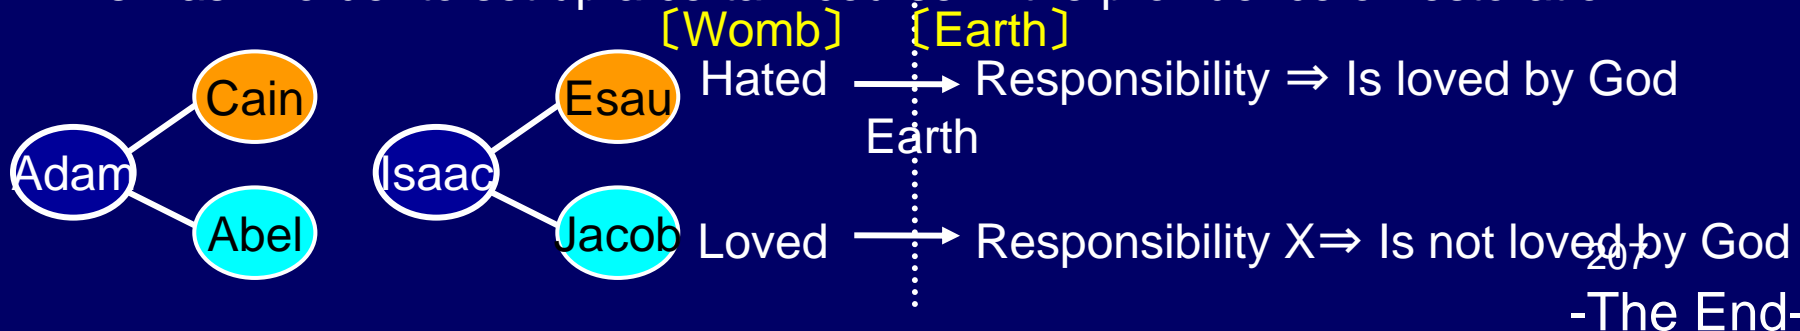 〔Womb〕 〔Earth〕
Cain Esau Hated Responsibility ⇒ Is loved by God
Earth
Adam Isaac
Abel Jacob Loved Responsibility X⇒ Is not loved by God
207
-The End-